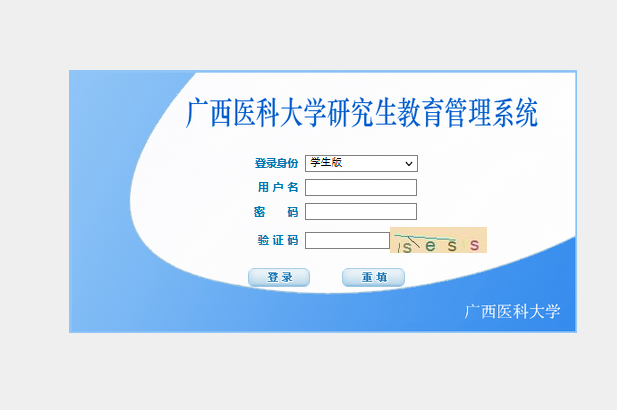 广西医科大学研究生教育管理系统
登录身份 学生版
用 户 名
密 码
验 证 码 sess
登 录 重 填
广西医科大学